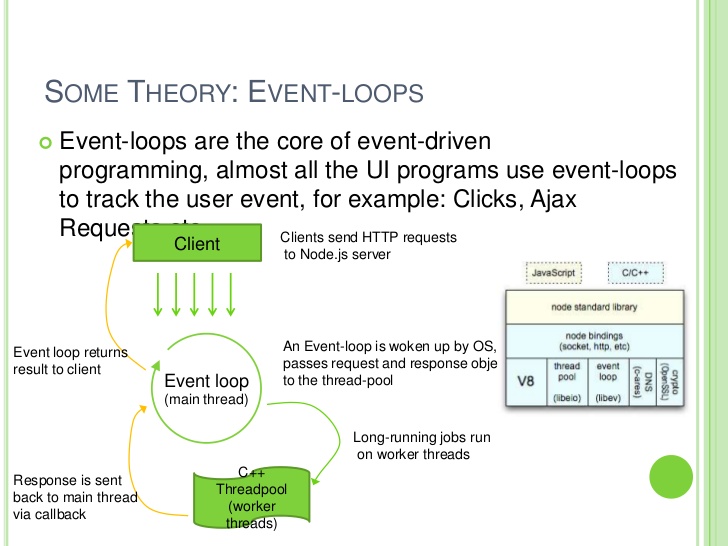 SOME THEORY: EVENT-LOOPS
Event-loops are the core of event-driven
programming, almost all the UI programs use event-loops
to track the user event, for example: Clicks, Ajax
Requests etc
Client
Clients send HTTP requests
to Node.js server
Event loop returns
result to client
Event loop
(main thread)
An Event-loop is woken up by OS,
passes request and response obje
to the thread-pool
Long-running jobs run
on worker threads
Response is sent
back to main thread
via callback
C++
Threadpool
(worker
threads)
JavaScript
C/C++
node standard library
node bindings
(socket, http, etc)
V8
thread
pool
(libeio)
event
loop
(libev)
DNS
(c-ares)
crypto
(OpenSSL)